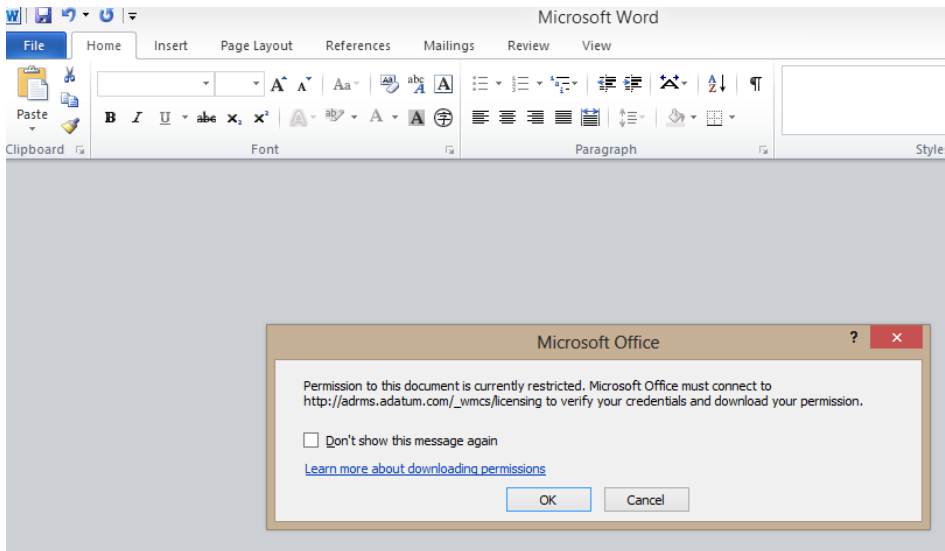 Microsoft Word
File Home Insert Page Layout References Mailings Review View
Paste
Clipboard Font Paragraph Style
Microsoft Office
Permission to this document is currently restricted. Microsoft Office must connect to
http://adrms.adatum.com/_wmcs/licensing to verify your credentials and download your permission.
Don't show this message again
Learn more about downloading permissions
OK Cancel